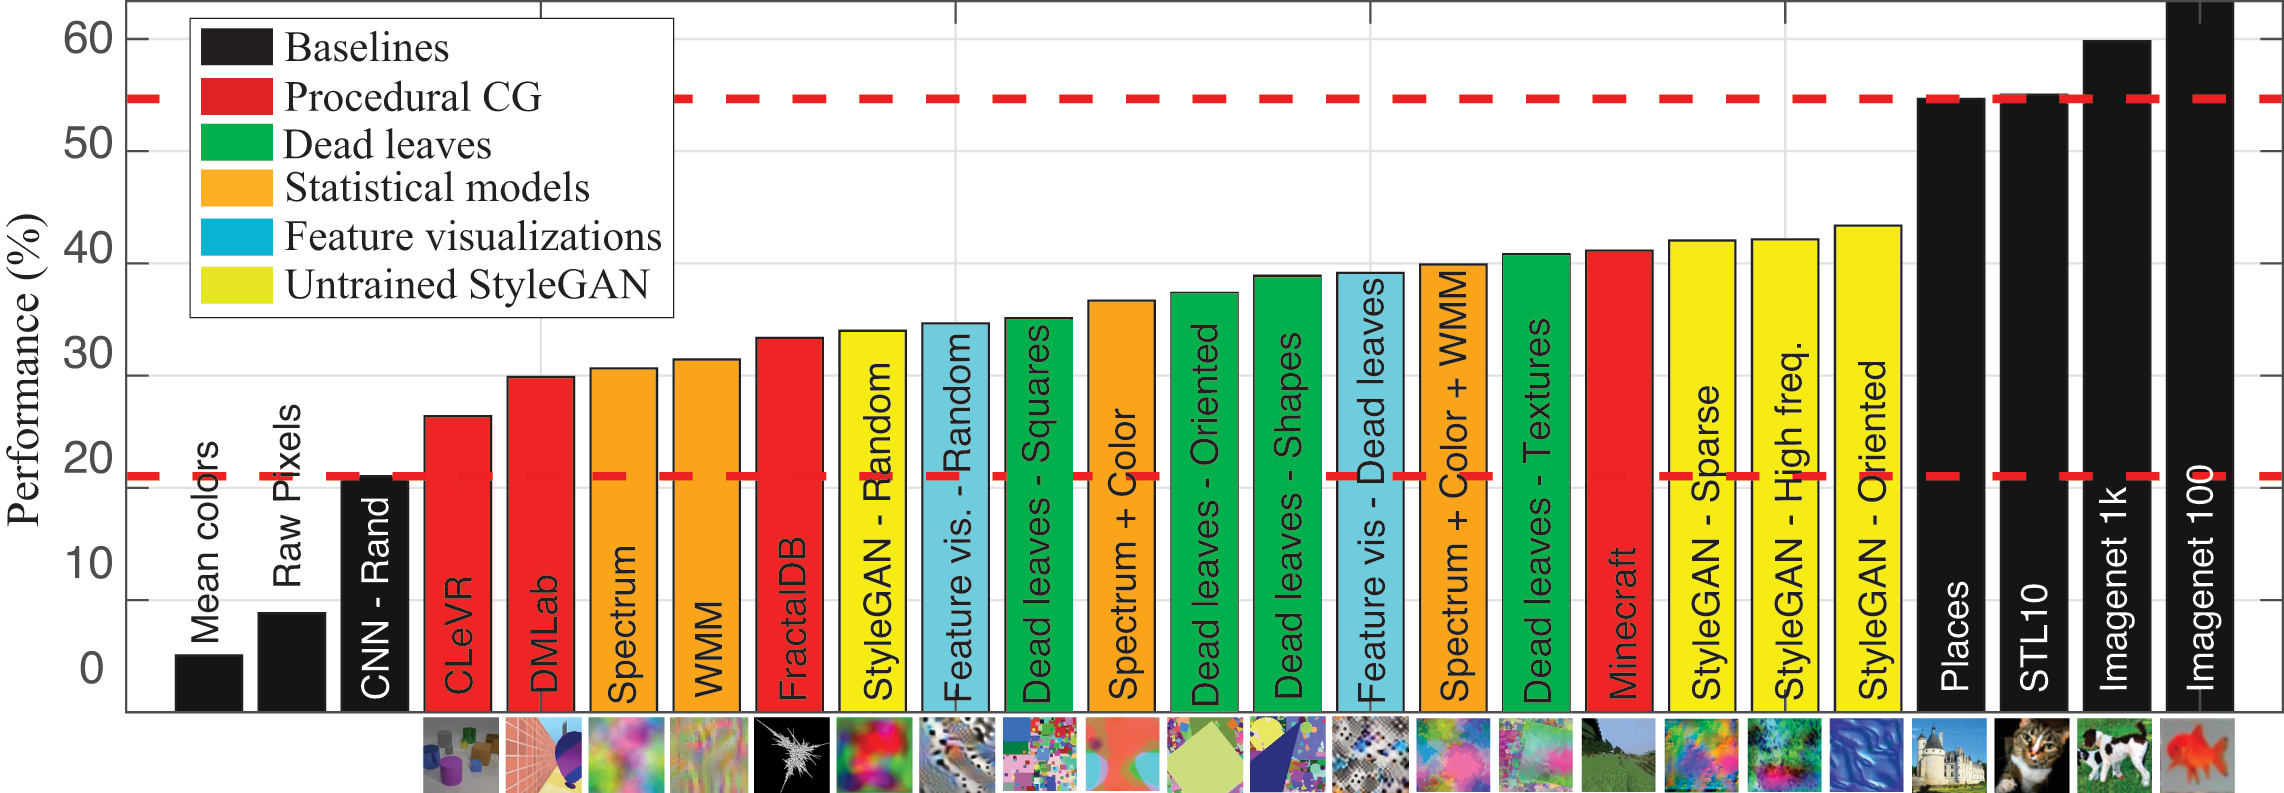 Performance (%)
60
50
40
30
20
10
0
Baselines
Procedural CG
Dead leaves
Statistical models
Feature visualizations
Untrained StyleGAN
Mean colors
Raw Pixels
CNN - Rand
CLeVR
DMLab
Spectrum
WMM
FractalDB
StyleGAN - Random
Feature vis. - Random
Dead leaves - Squares
Spectrum + Color
Dead leaves - Oriented
Dead leaves - Shapes
Feature vis - Dead leaves
Spectrum + Color + WMM
Dead leaves - Textures
Minecraft
StyleGAN - Sparse
StyleGAN - High freq.
StyleGAN - Oriented
Places
STL10
Imagenet 1k
Imagenet 100